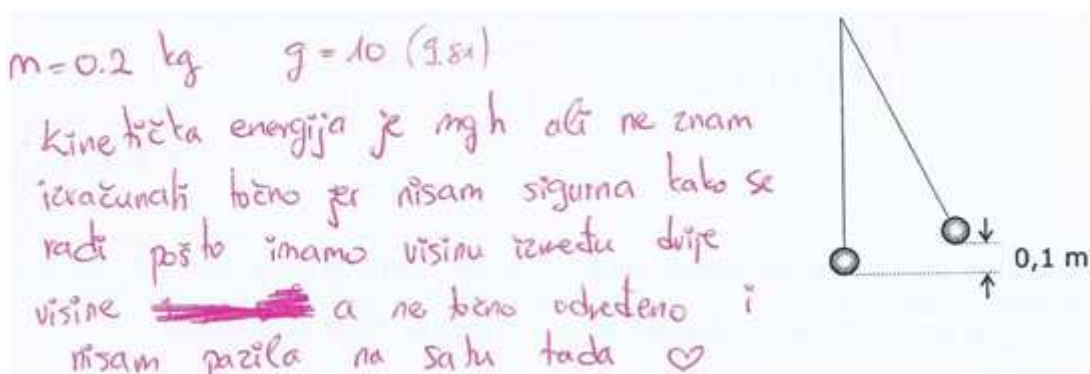 m=0.2 kg g=10 (9.81)
Kinetička energija je mgh ali ne znam
izračunati točno jer nisam sigurna kako se
radi pošto imamo visinu između dvije
visine a ne točno određeno i
nisam pazila na satu tada ♡
0,1 m